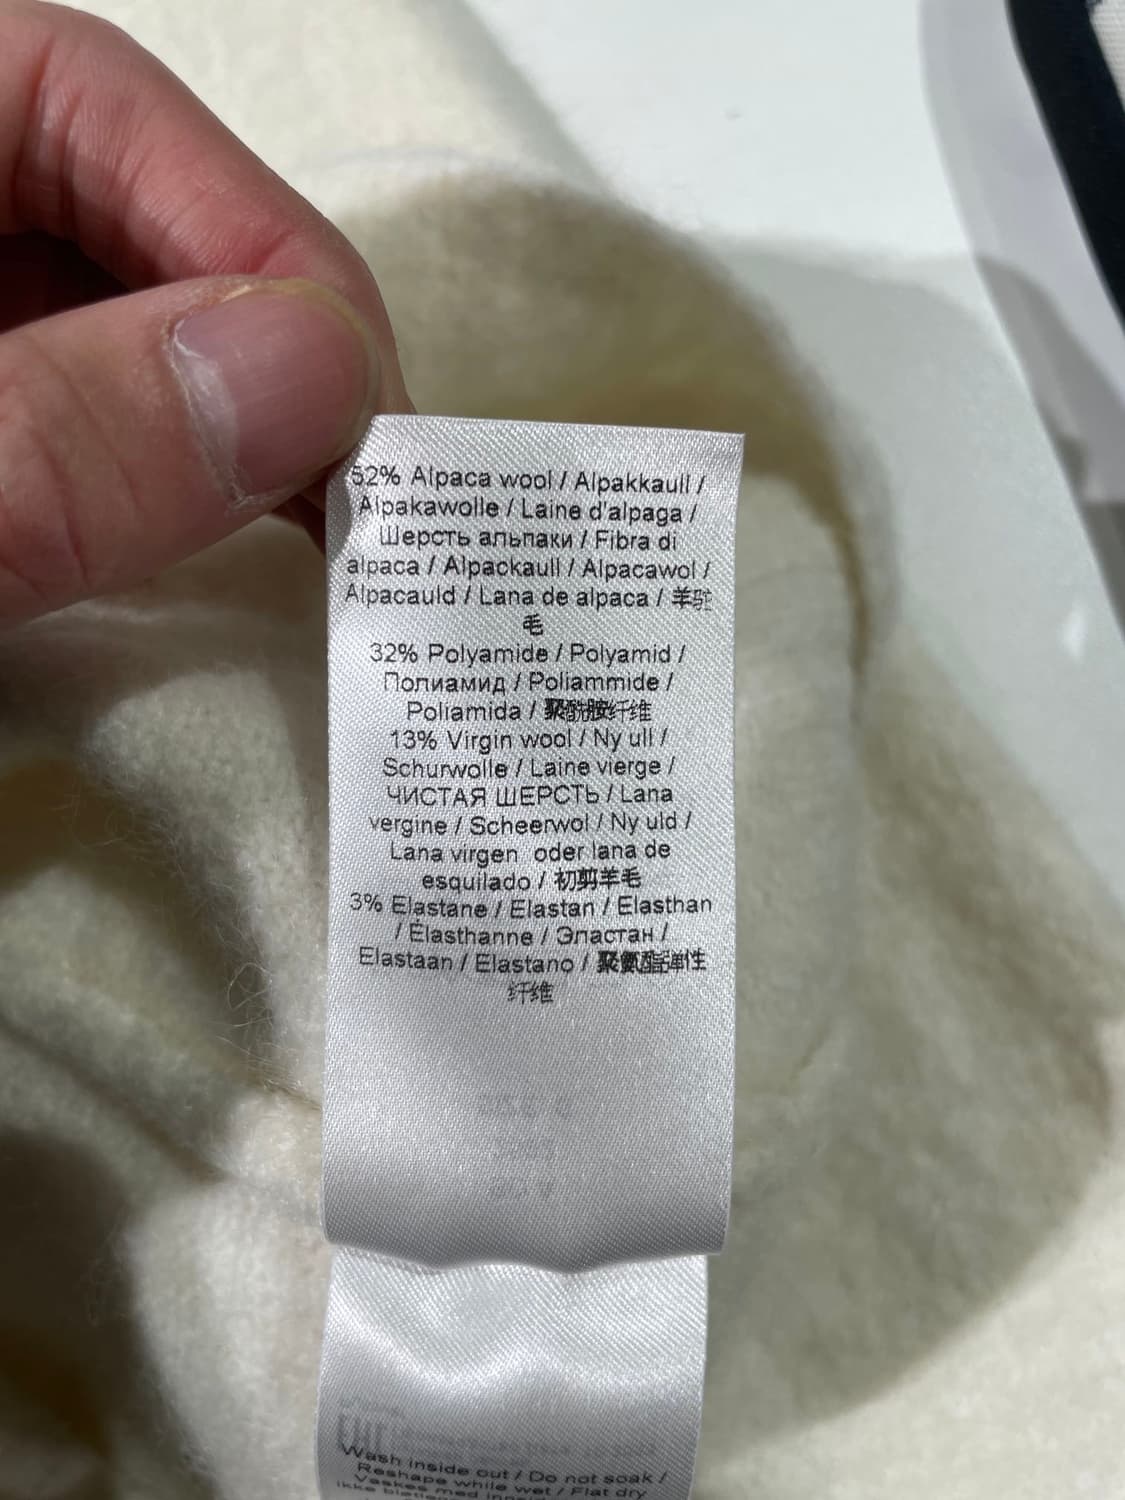 52% Alpaca wool / Alpakkaull /
Alpakawolle / Laine d'alpaga /
Шерсть альпаки / Fibra di
alpaca / Alpackaull / Alpacawol /
Alpacauld / Lana de alpaca / 羊驼
毛
32% Polyamide / Polyamid /
Полиамид / Poliammide /
Poliamida / 聚酰胺纤维
13% Virgin wool / Ny ull /
Schurwolle / Laine vierge /
ЧИСТАЯ ШЕРСТЬ / Lana
vergine / Scheerwol / Ny uld /
Lana virgen oder lana de
esquilado / 初剪羊毛
3% Elastane / Elastan / Elasthan
/ Élasthanne / Эластан /
Elastaan / Elastano / 聚氨酯弹性
纤维
Wash inside out / Do not soak /
Reshape while wet / Flat dry
Vaskes med
ikke